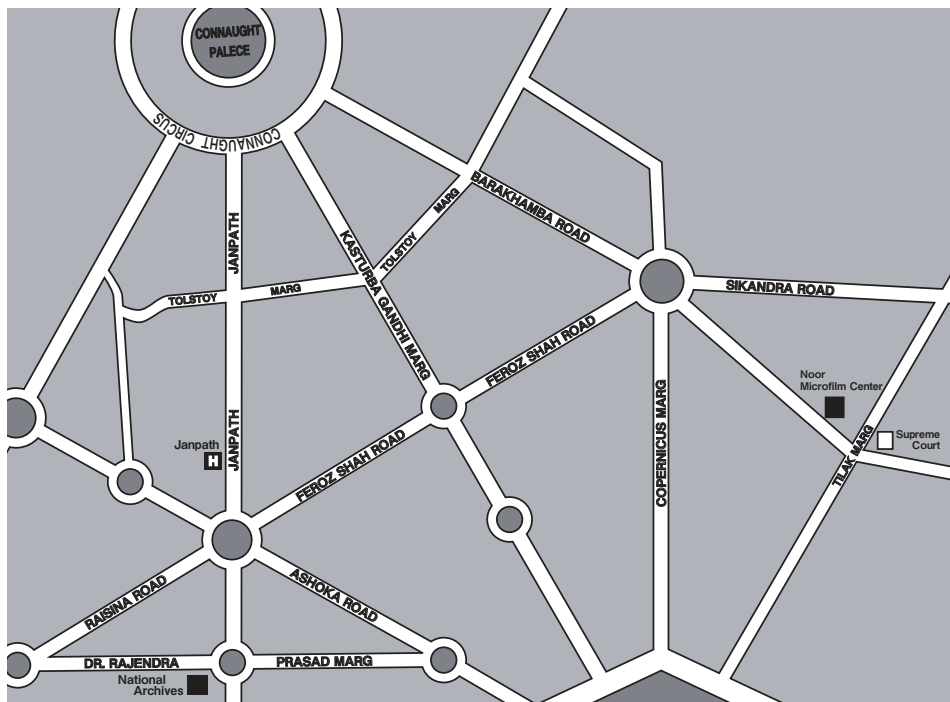 CONNAUGHT
PALECE
CONNAUGHT CIRCUS
BARAKHAMBA ROAD
MARG
TOLSTOY
JANPATH
KASTURBA GANDHI MARG
TOLSTOY
MARG
SIKANDRA ROAD
FEROZ SHAH ROAD
Noor
Microfilm Center
COPERNICUS MARG
JANPATH
Janpath
H
FEROZ SHAH ROAD
Supreme
Court
TILAK MARG
RAISINA ROAD
ASHOKA ROAD
DR. RAJENDRA
PRASAD MARG
National
Archives